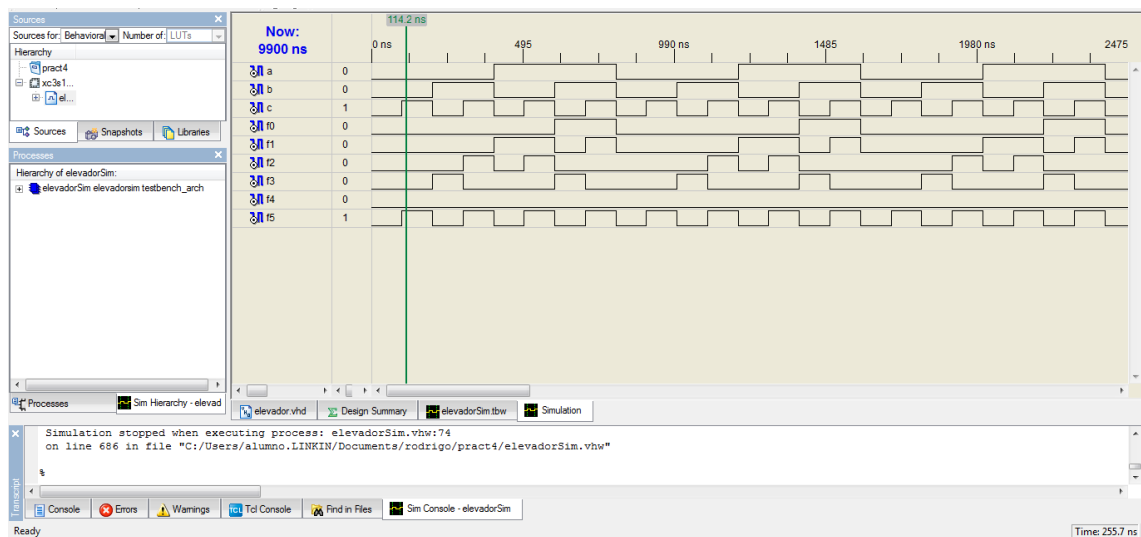 Sources
Sources for: Behavioral Number of: LUTs
Hierarchy
pract4
xc3s1...
el...
Sources Snapshots Libraries
Processes
Hierarchy of elevadorSim:
elevadorSim elevadorsim testbench_arch
Processes Sim Hierarchy - elevad
Now:
9900 ns
114.2 ns
0 ns 495 990 ns 1485 1980 ns 2475
a 0
b 0
c 1
f0 0
f1 0
f2 0
f3 0
f4 0
f5 1
elevador.vhd Design Summary elevadorSim.tbw Simulation
Simulation stopped when executing process: elevadorSim.vhw:74
on line 686 in file "C:/Users/alumno.LINKIN/Documents/rodrigo/pract4/elevadorSim.vhw"
%
Transcript
Console Errors Warnings Tcl Console Find in Files Sim Console - elevadorSim
Ready Time: 255.7 ns